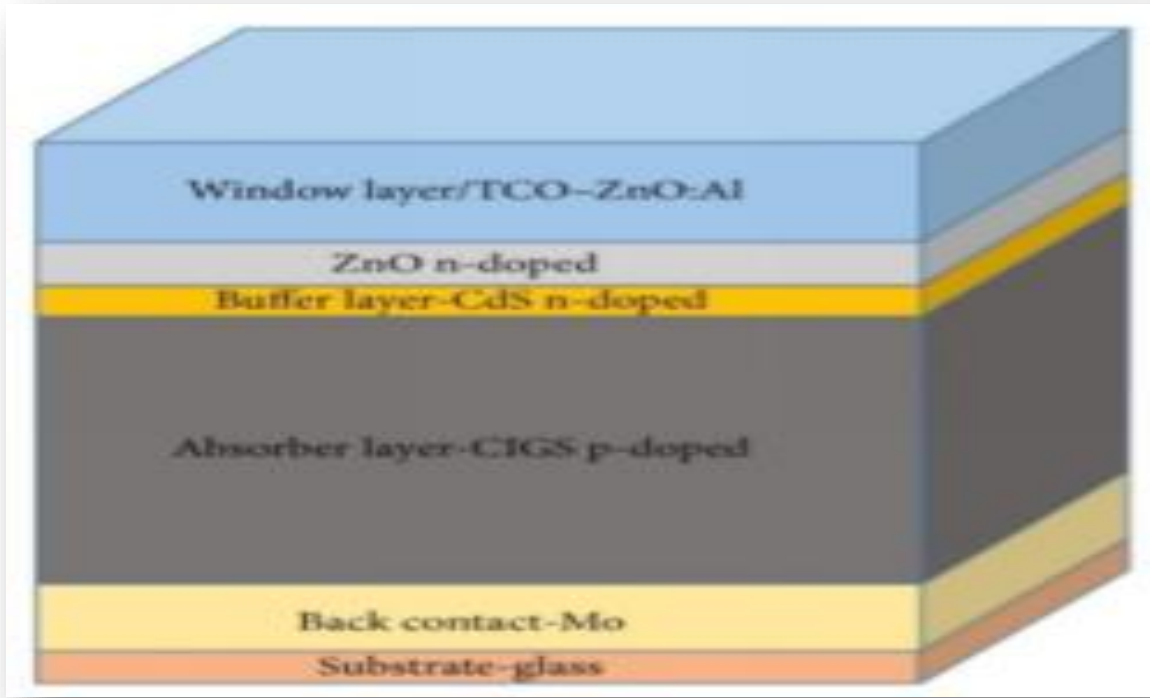 Window layer/TCO–ZnO:Al
ZnO n-doped
Buffer layer-CdS n-doped
Absorber layer-CIGS p-doped
Back contact-Mo
Substrate-glass